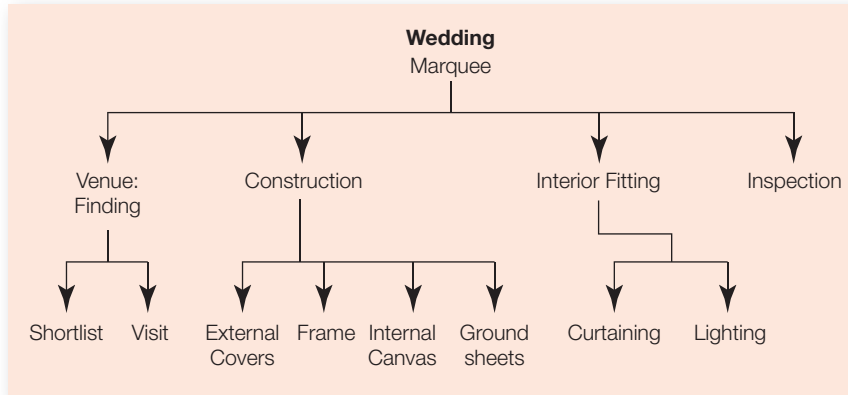 Wedding
Marquee
Venue:
Finding
Construction
Interior Fitting
Inspection
Shortlist
Visit
External
Covers
Frame
Internal
Canvas
Ground
sheets
Curtaining
Lighting